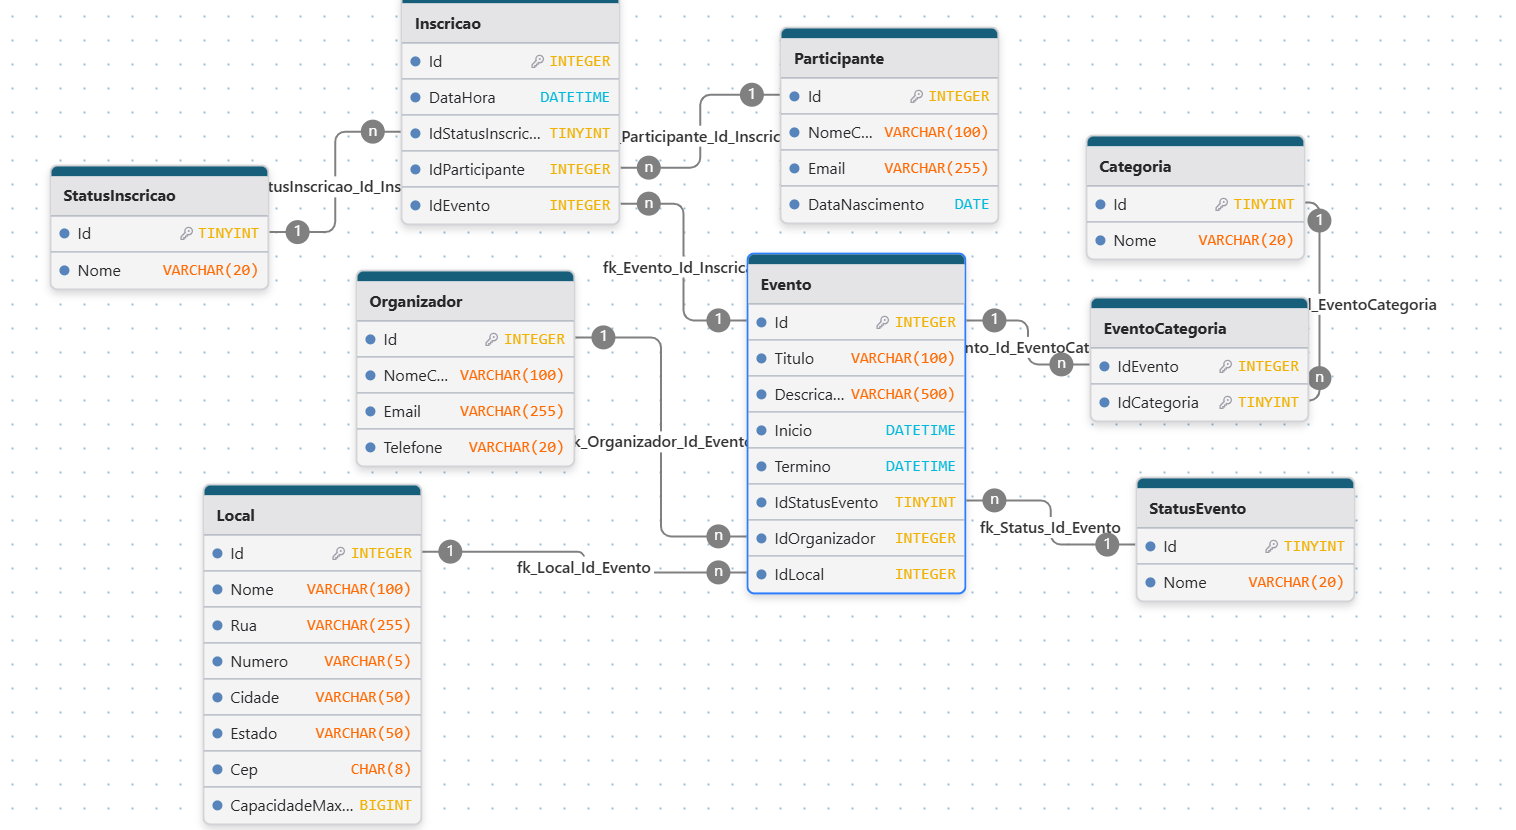 Inscricao
Id INTEGER
DataHora DATETIME
IdStatusInscric... TINYINT
IdParticipante INTEGER
IdEvento INTEGER
Participante
Id INTEGER
NomeC... VARCHAR(100)
Email VARCHAR(255)
DataNascimento DATE
Categoria
Id TINYINT
Nome VARCHAR(20)
StatusInscricao
Id TINYINT
Nome VARCHAR(20)
Organizador
Id INTEGER
NomeC... VARCHAR(100)
Email VARCHAR(255)
Telefone VARCHAR(20)
Evento
Id INTEGER
Titulo VARCHAR(100)
Descrica... VARCHAR(500)
Inicio DATETIME
Termino DATETIME
IdStatusEvento TINYINT
IdOrganizador INTEGER
IdLocal INTEGER
EventoCategoria
IdEvento INTEGER
IdCategoria TINYINT
StatusEvento
Id TINYINT
Nome VARCHAR(20)
Local
Id INTEGER
Nome VARCHAR(100)
Rua VARCHAR(255)
Numero VARCHAR(5)
Cidade VARCHAR(50)
Estado VARCHAR(50)
Cep CHAR(8)
CapacidadeMax... BIGINT
tusInscricao_Id_Ins
_Participante_Id_Inscric
fk_Evento_Id_Inscrica
k_Organizador_Id_Evento
fk_Local_Id_Evento
nto_Id_EventoCat
d_EventoCategoria
fk_Status_Id_Evento
1
n
1
n
n
1
1
n
1
n
1
n
1
n
n
1